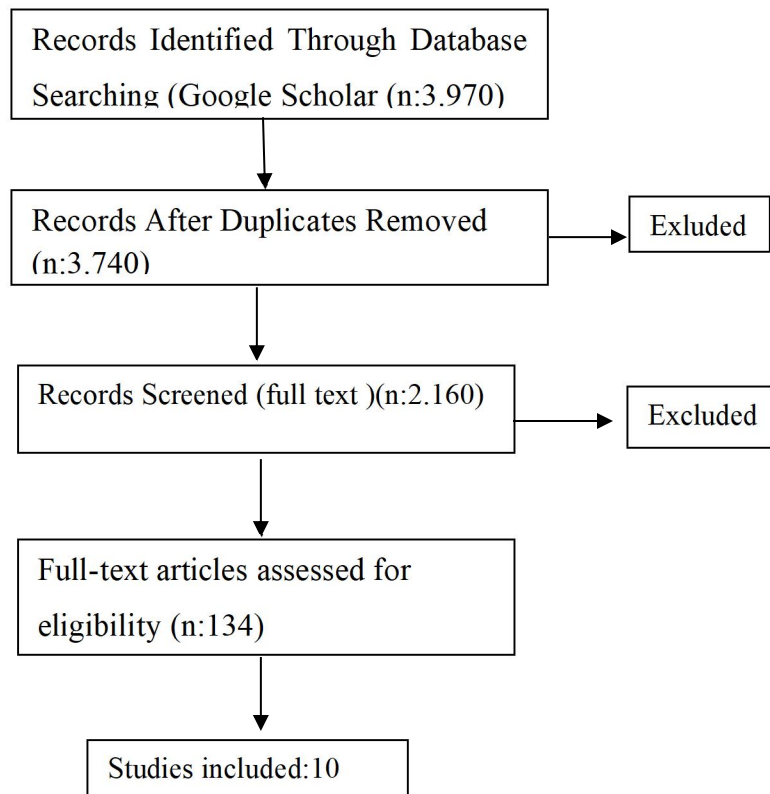 Records Identified Through Database
Searching (Google Scholar (n:3.970)
Records After Duplicates Removed
(n:3.740)
Exluded
Records Screened (full text )(n:2.160)
Excluded
Full-text articles assessed for
eligibility (n:134)
Studies included:10